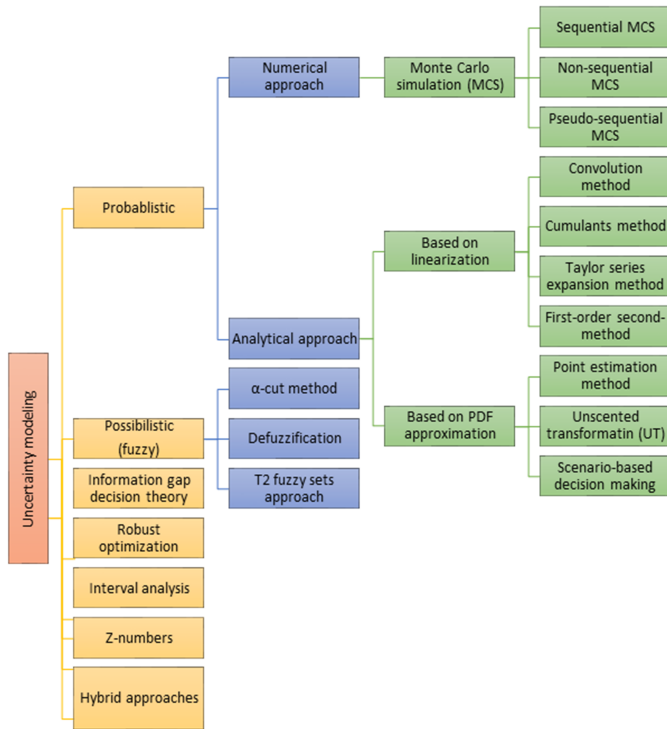 Sequential MCS
Numerical
approach
Monte Carlo
simulation (MCS)
Non-sequential
MCS
Pseudo-sequential
MCS
Convolution
method
Probablistic
Cumulants method
Based on
linearization
Taylor series
expansion method
First-order second-
method
Analytical approach
Point estimation
method
α-cut method
Uncertainty modeling
Possibilistic
(fuzzy)
Defuzzification
Based on PDF
approximation
Unscented
transformatin (UT)
Information gap
decision theory
T2 fuzzy sets
approach
Scenario-based
decision making
Robust
optimization
Interval analysis
Z-numbers
Hybrid approaches